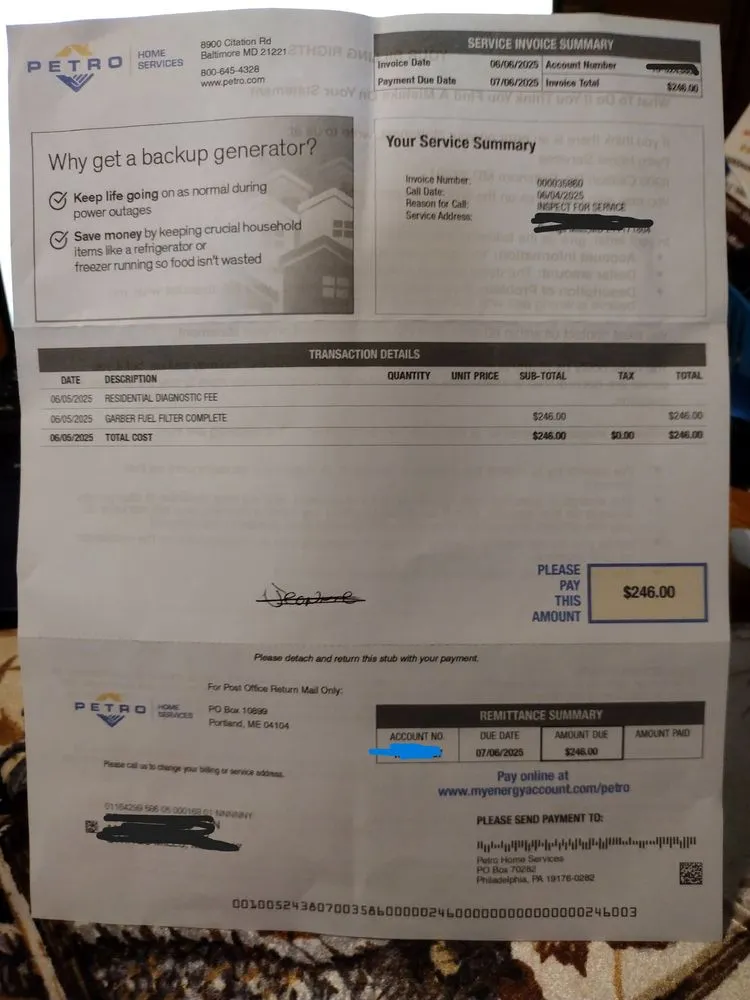 PETRO
HOME
SERVICES
8900 Citation Rd
Baltimore MD 21221
800-645-4328
www.petro.com
SERVICE INVOICE SUMMARY
Invoice Date 06/06/2025 Account Number
Payment Due Date 07/06/2025 Invoice Total $246.00
Why get a backup generator?
Keep life going on as normal during
power outages
Save money by keeping crucial household
items like a refrigerator or
freezer running so food isn't wasted
Your Service Summary
Invoice Number: 000035860
Call Date: 06/04/2025
Reason for Call: INSPECT FOR SERVICE
Service Address:
TRANSACTION DETAILS
DATE DESCRIPTION QUANTITY UNIT PRICE SUB-TOTAL TAX TOTAL
06/05/2025 RESIDENTIAL DIAGNOSTIC FEE
06/05/2025 GARBER FUEL FILTER COMPLETE $246.00 $246.00
06/05/2025 TOTAL COST $246.00 $0.00 $246.00
PLEASE
PAY
THIS
AMOUNT
$246.00
Please detach and return this stub with your payment.
PETRO
HOME
SERVICES
For Post Office Return Mail Only:
PO Box 10899
Portland, ME 04104
Please call us to change your billing or service address.
REMITTANCE SUMMARY
ACCOUNT NO. DUE DATE AMOUNT DUE AMOUNT PAID
07/06/2025 $246.00
Pay online at
www.myenergyaccount.com/petro
PLEASE SEND PAYMENT TO:
Petro Home Services
PO Box 70282
Philadelphia, PA 19176-0282
01164299 586 05 000168 01 NNNNNY